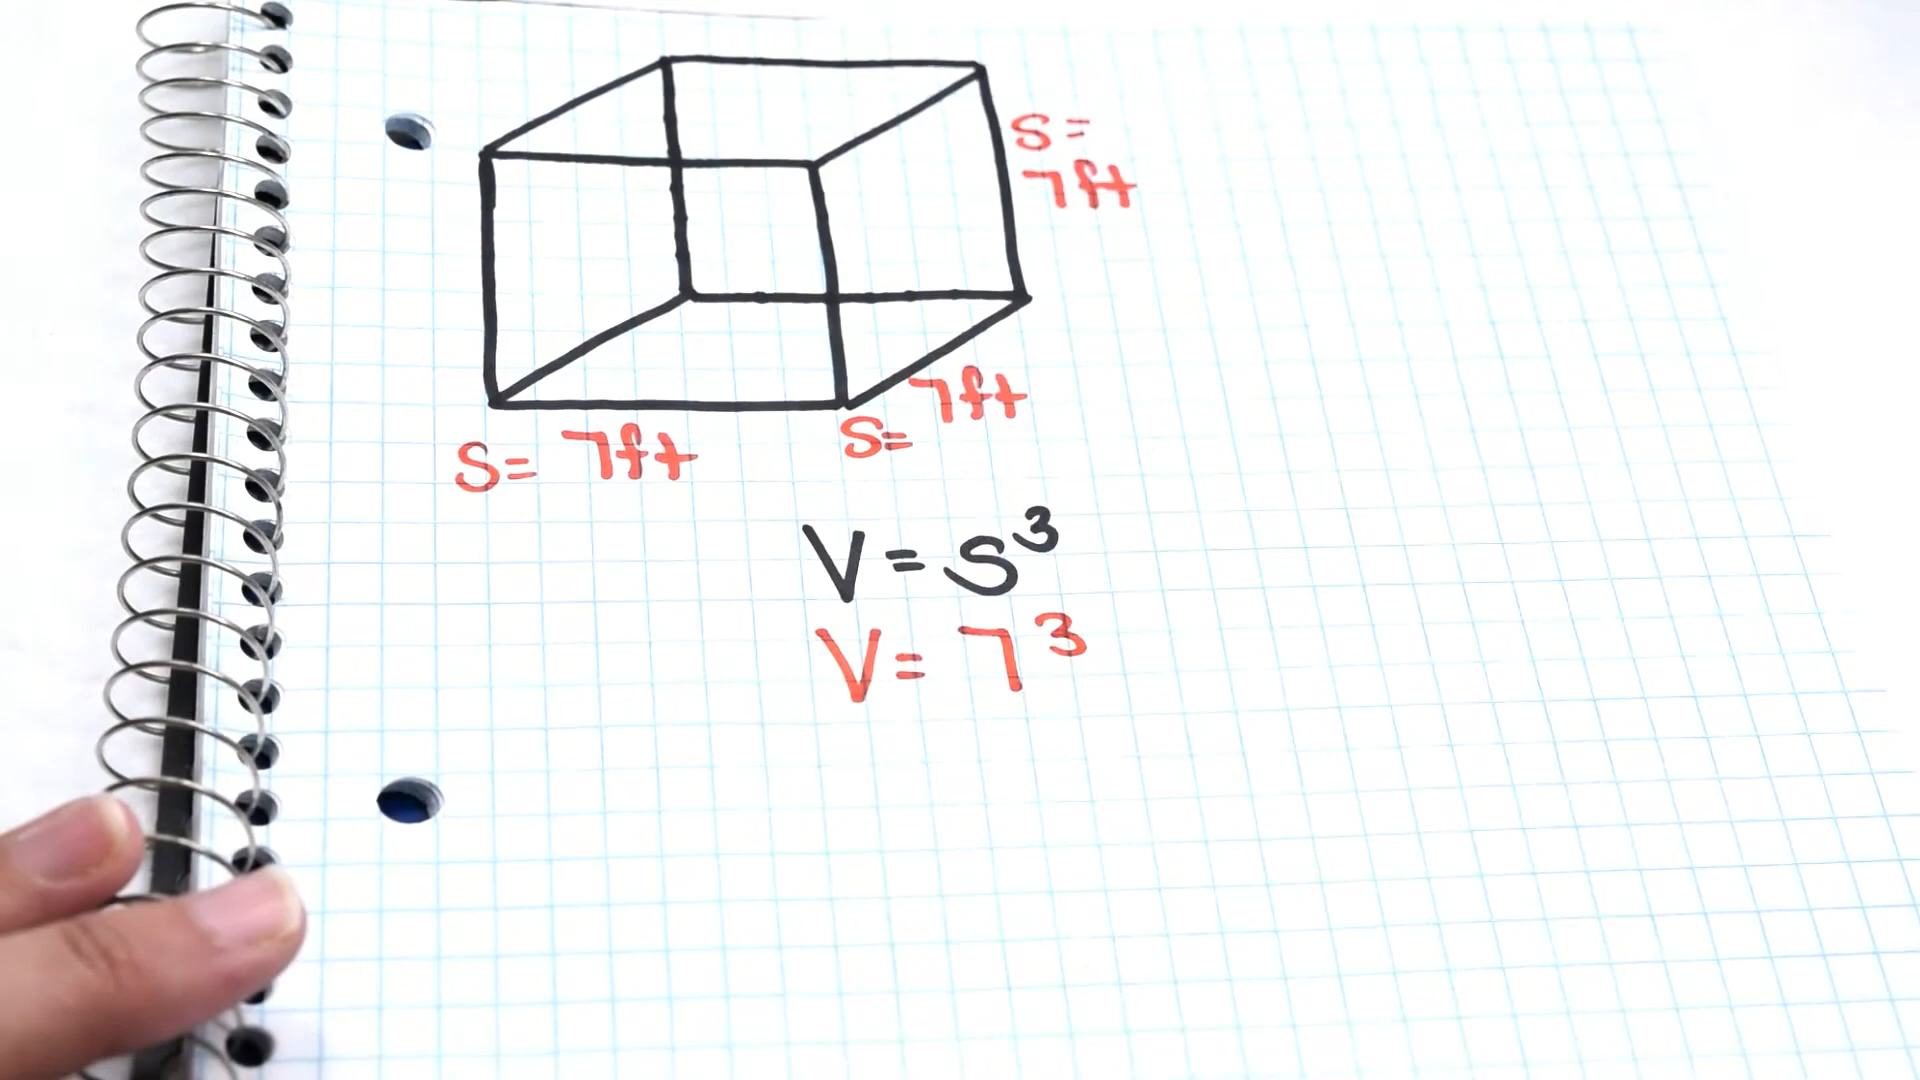 S=
7ft
S= 7ft
S= 7ft
V = S³
V = 7³